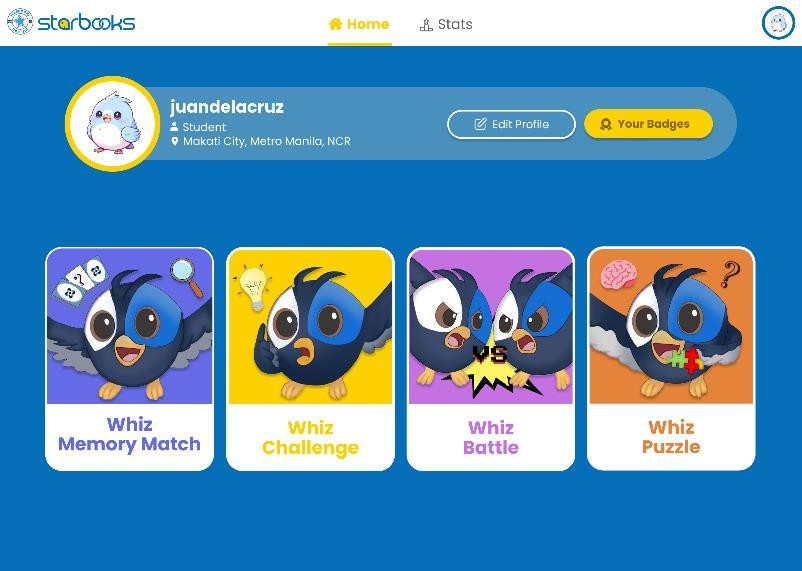 starbooks
Home
Stats
juandelacruz
Student
Makati City, Metro Manila, NCR
Edit Profile
Your Badges
?
?
VS
Whiz
Memory Match
Whiz
Challenge
Whiz
Battle
Whiz
Puzzle